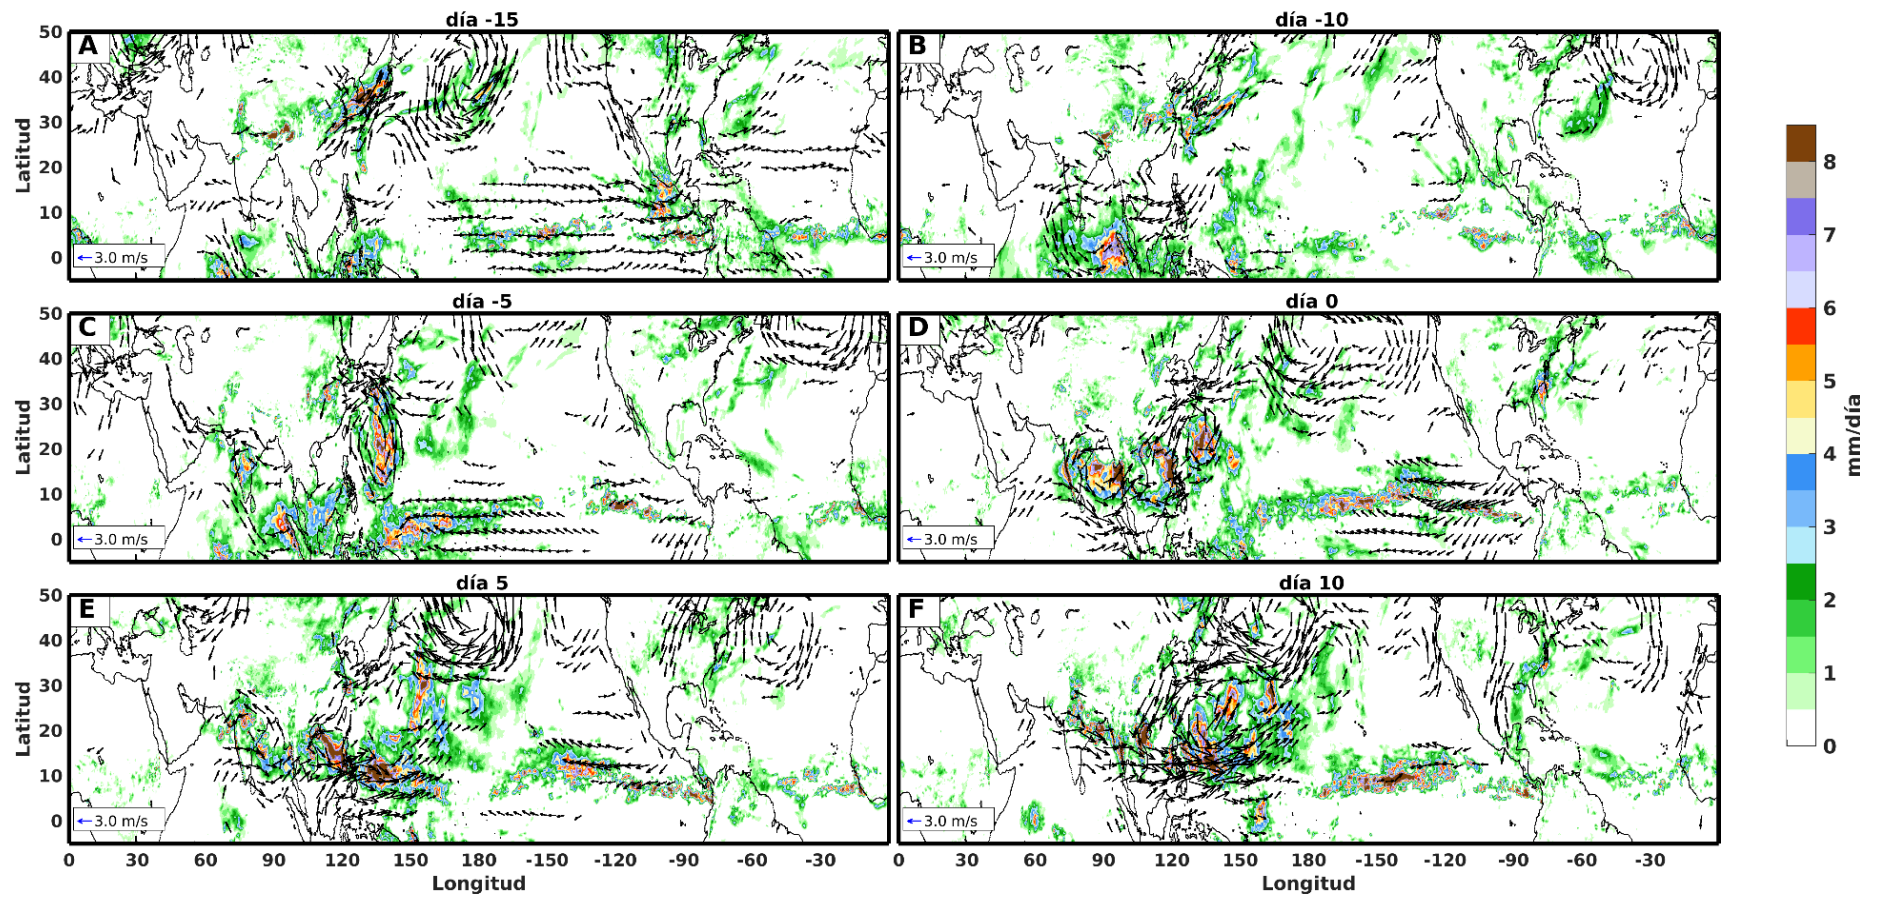 día -15
día -10
A
B
50
40
30
20
10
0
Latitud
3.0 m/s
3.0 m/s
día -5
día 0
C
D
50
40
30
20
10
0
Latitud
3.0 m/s
3.0 m/s
día 5
día 10
E
F
50
40
30
20
10
0
Latitud
3.0 m/s
3.0 m/s
0 30 60 90 120 150 180 -150 -120 -90 -60 -30
0 30 60 90 120 150 180 -150 -120 -90 -60 -30
Longitud
Longitud
8
7
6
5
4
3
2
1
0
mm/día